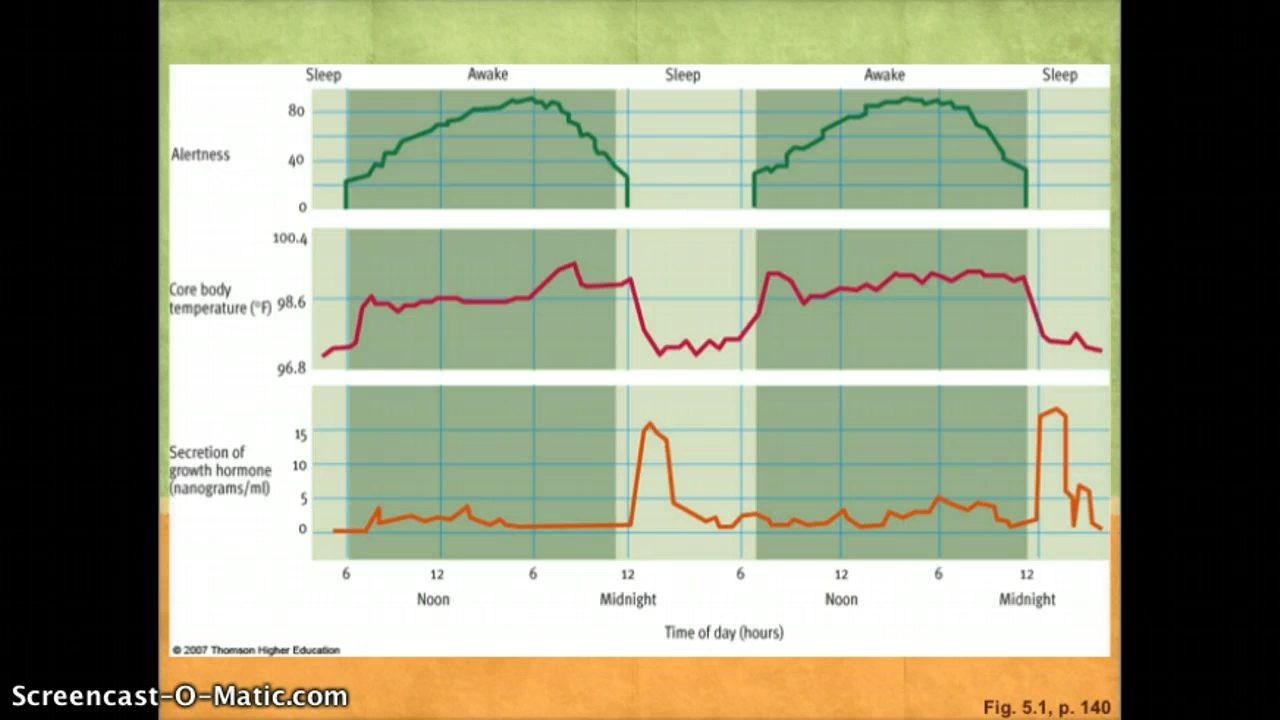 Sleep Awake Sleep Awake Sleep
80
Alertness
40
0
100.4
Core body
temperature (°F) 98.6
96.8
15
Secretion of
growth hormone 10
(nanograms/ml)
5
0
6 12 6 12 6 12 6 12
Noon Midnight Noon Midnight
Time of day (hours)
© 2007 Thomson Higher Education
Screencast-O-Matic.com
Fig. 5.1, p. 140